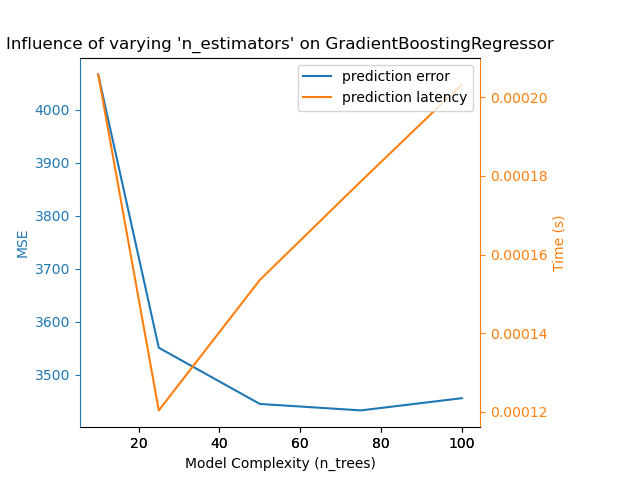 Influence of varying 'n_estimators' on GradientBoostingRegressor
prediction error
prediction latency
MSE
4000
3900
3800
3700
3600
3500
0.00020
0.00018
0.00016
0.00014
0.00012
Time (s)
20 40 60 80 100
Model Complexity (n_trees)